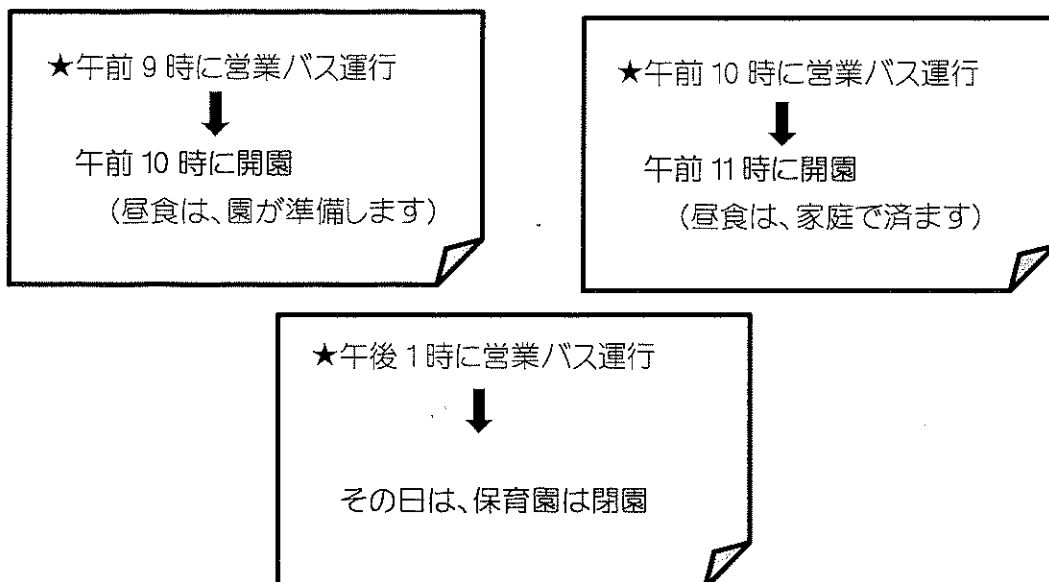 ★午前9時に営業バス運行
午前10時に開園
（昼食は、園が準備します）
★午前10時に営業バス運行
午前11時に開園
（昼食は、家庭で済ます）
★午後1時に営業バス運行
その日は、保育園は閉園